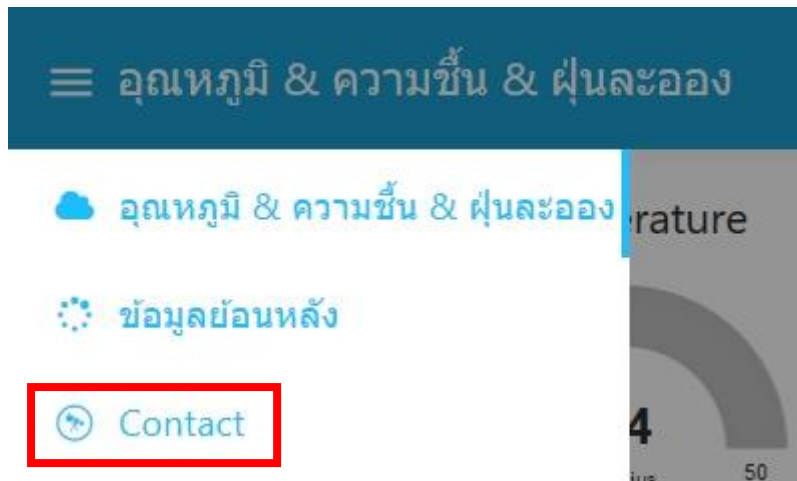 อุณหภูมิ & ความชื้น & ฝุ่นละออง
อุณหภูมิ & ความชื้น & ฝุ่นละออง
rature
ข้อมูลย้อนหลัง
Contact
4
50